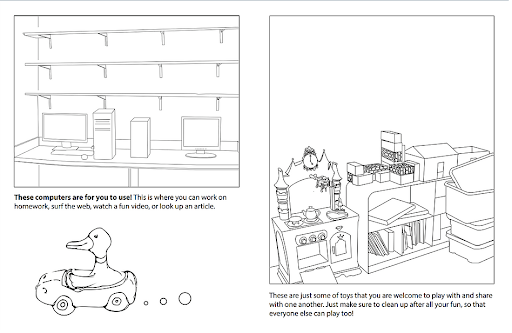 These computers are for you to use! This is where you can work on
homework, surf the web, watch a fun video, or look up an article.
These are just some of toys that you are welcome to play with and share
with one another. Just make sure to clean up after all your fun, so that
everyone else can play too!